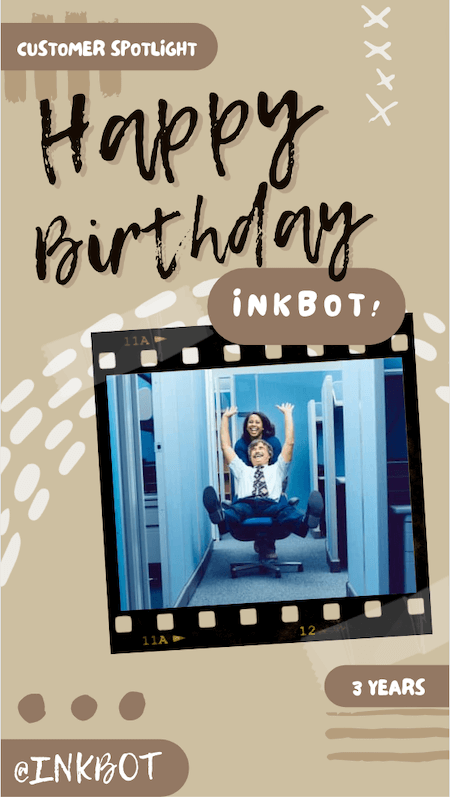 CUSTOMER SPOTLIGHT
Happy
Birthday
iNKBOT!
11A
11A
12
3 YEARS
@INKBOT